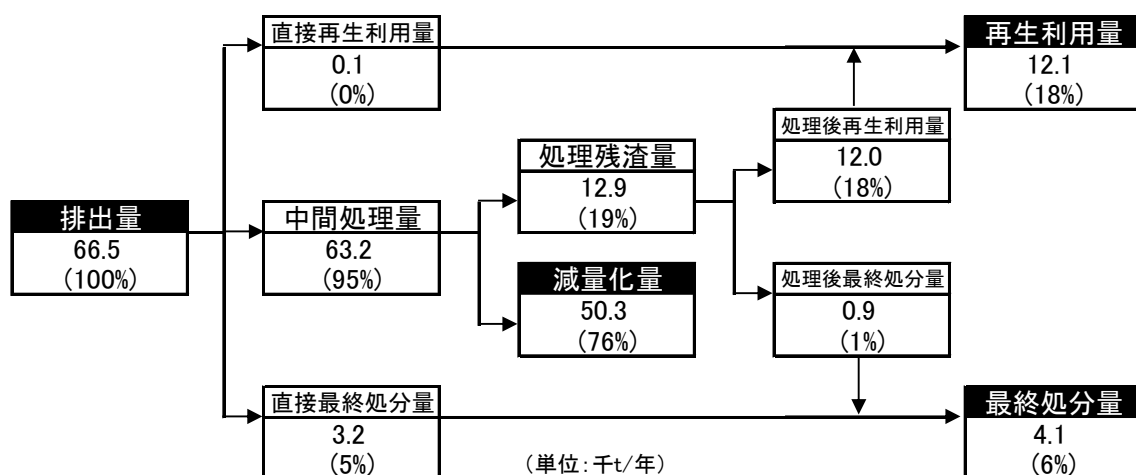 直接再生利用量
0.1
(0%)
再生利用量
12.1
(18%)
処理後再生利用量
12.0
(18%)
処理残渣量
12.9
(19%)
排出量
66.5
(100%)
中間処理量
63.2
(95%)
減量化量
50.3
(76%)
処理後最終処分量
0.9
(1%)
直接最終処分量
3.2
(5%)
最終処分量
4.1
(6%)
(単位:千t/年)